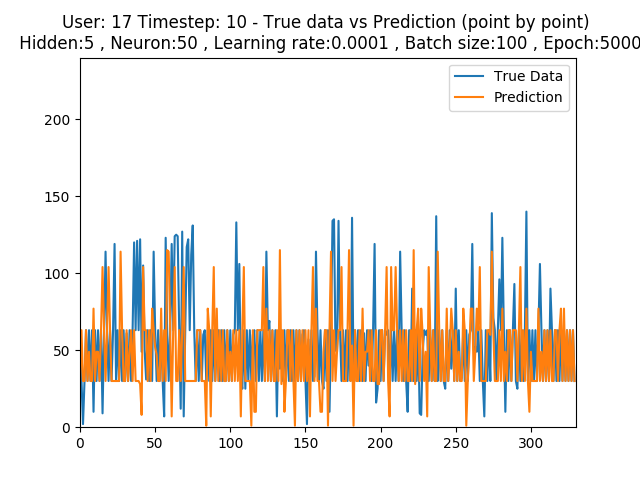 User: 17 Timestep: 10 - True data vs Prediction (point by point)
Hidden:5 , Neuron:50 , Learning rate:0.0001 , Batch size:100 , Epoch:5000
True Data
Prediction
200
150
100
50
0
0 50 100 150 200 250 300